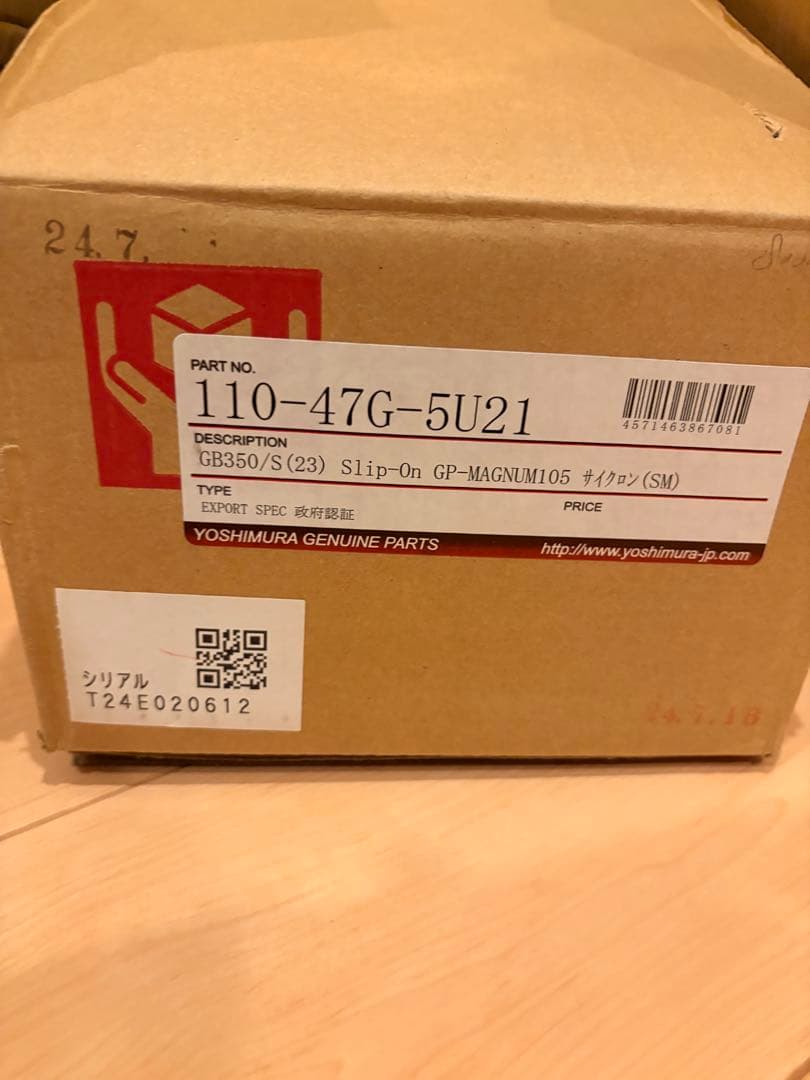 24.7.
PART NO.
110-47G-5U21
4571463867081
DESCRIPTION
GB350/S(23) Slip-On GP-MAGNUM105 ｻｲｸﾛﾝ(SM)
TYPE
PRICE
EXPORT SPEC 政府認証
YOSHIMURA GENUINE PARTS
http://www.yoshimura-jp.com
シリアル
T24E020612
24.7.18